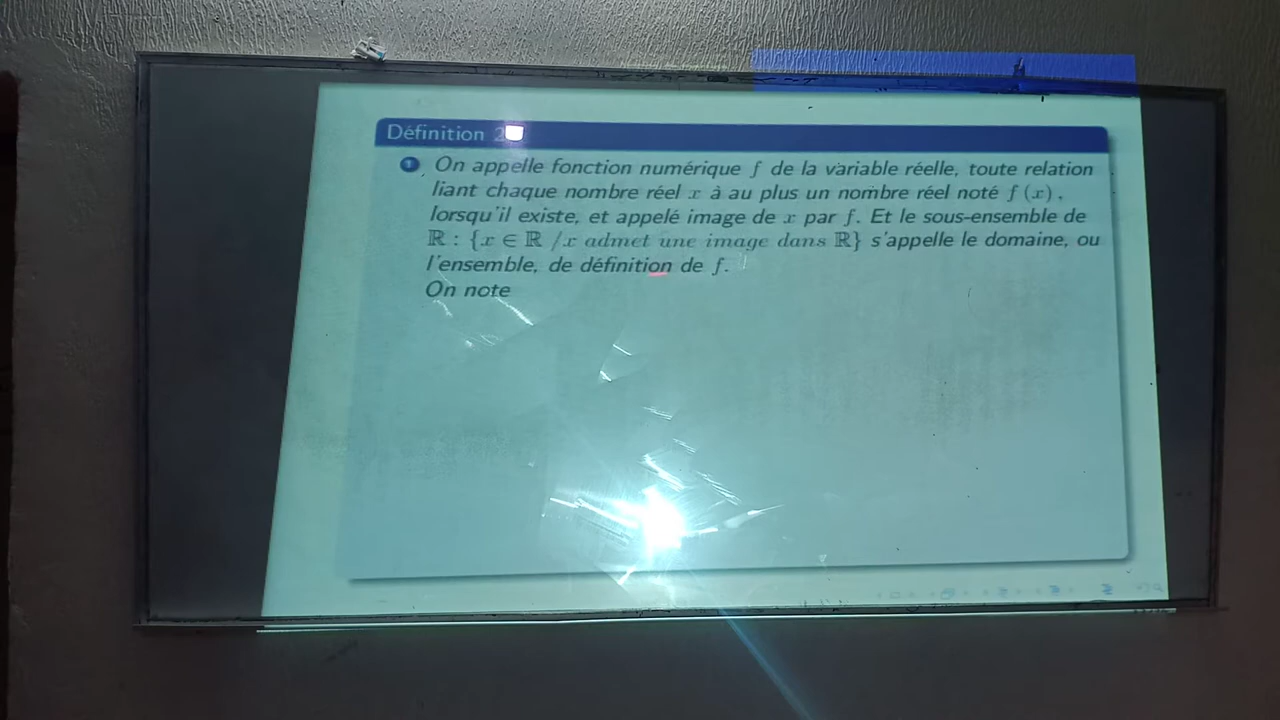 Définition 2
1 On appelle fonction numérique f de la variable réelle, toute relation
liant chaque nombre réel x à au plus un nombre réel noté f (x),
lorsqu'il existe, et appelé image de x par f. Et le sous-ensemble de
ℝ : {x ∈ ℝ /x admet une image dans ℝ} s'appelle le domaine, ou
l'ensemble, de définition de f.
On note